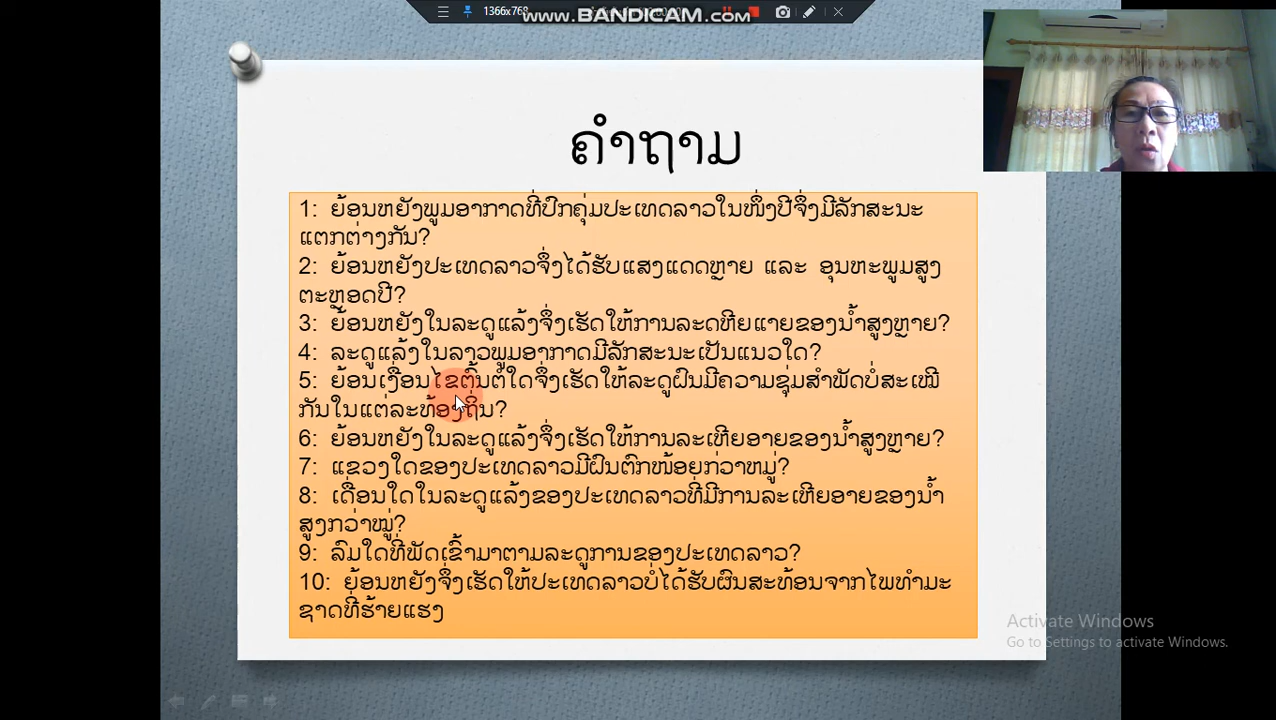 1366x768
www.BANDICAM.com
ຄຳຖາມ
1: ຍ້ອນຫຍັງພູມອາກາດທີ່ປົກຄຸ່ມປະເທດລາວໃນໜຶ່ງປີຈຶ່ງມີລັກສະນະ
ແຕກຕ່າງກັນ?
2: ຍ້ອນຫຍັງປະເທດລາວຈຶ່ງໄດ້ຮັບແສງແດດຫຼາຍ ແລະ ອຸນຫະພູມສູງ
ຕະຫຼອດປີ?
3: ຍ້ອນຫຍັງໃນລະດູແລ້ງຈຶ່ງເຮັດໃຫ້ການລະດຫີຍແາຍຂອງນ້ຳສູງຫຼາຍ?
4: ລະດູແລ້ງໃນລາວພູມອາກາດມີລັກສະນະເປັນແນວໃດ?
5: ຍ້ອນເງື່ອນໄຂຕົ້ນຕໍໃດຈຶ່ງເຮັດໃຫ້ລະດູຝົນມີຄວາມຊຸ່ມສຳພັດບໍ່ສະເໝີ
ກັນໃນແຕ່ລະທ້ອງຖິ່ນ?
6: ຍ້ອນຫຍັງໃນລະດູແລ້ງຈຶ່ງເຮັດໃຫ້ການລະເຫີຍອາຍຂອງນ້ຳສູງຫຼາຍ?
7: ແຂວງໃດຂອງປະເທດລາວມີຝົນຕົກໜ້ອຍກ່ວາຫມູ່?
8: ເດື່ອນໃດໃນລະດູແລ້ງຂອງປະເທດລາວທີ່ມີການລະເຫີຍອາຍຂອງນ້ຳ
ສູງກວ່າໝູ່?
9: ລົມໃດທີ່ພັດເຂົ້າມາຕາມລະດູການຂອງປະເທດລາວ?
10: ຍ້ອນຫຍັງຈຶ່ງເຮັດໃຫ້ປະເທດລາວບໍ່ໄດ້ຮັບຜົນສະທ້ອນຈາກໄພທຳມະ
ຊາດທີ່ຮ້າຍແຮງ
Activate Windows
Go to Settings to activate Windows.